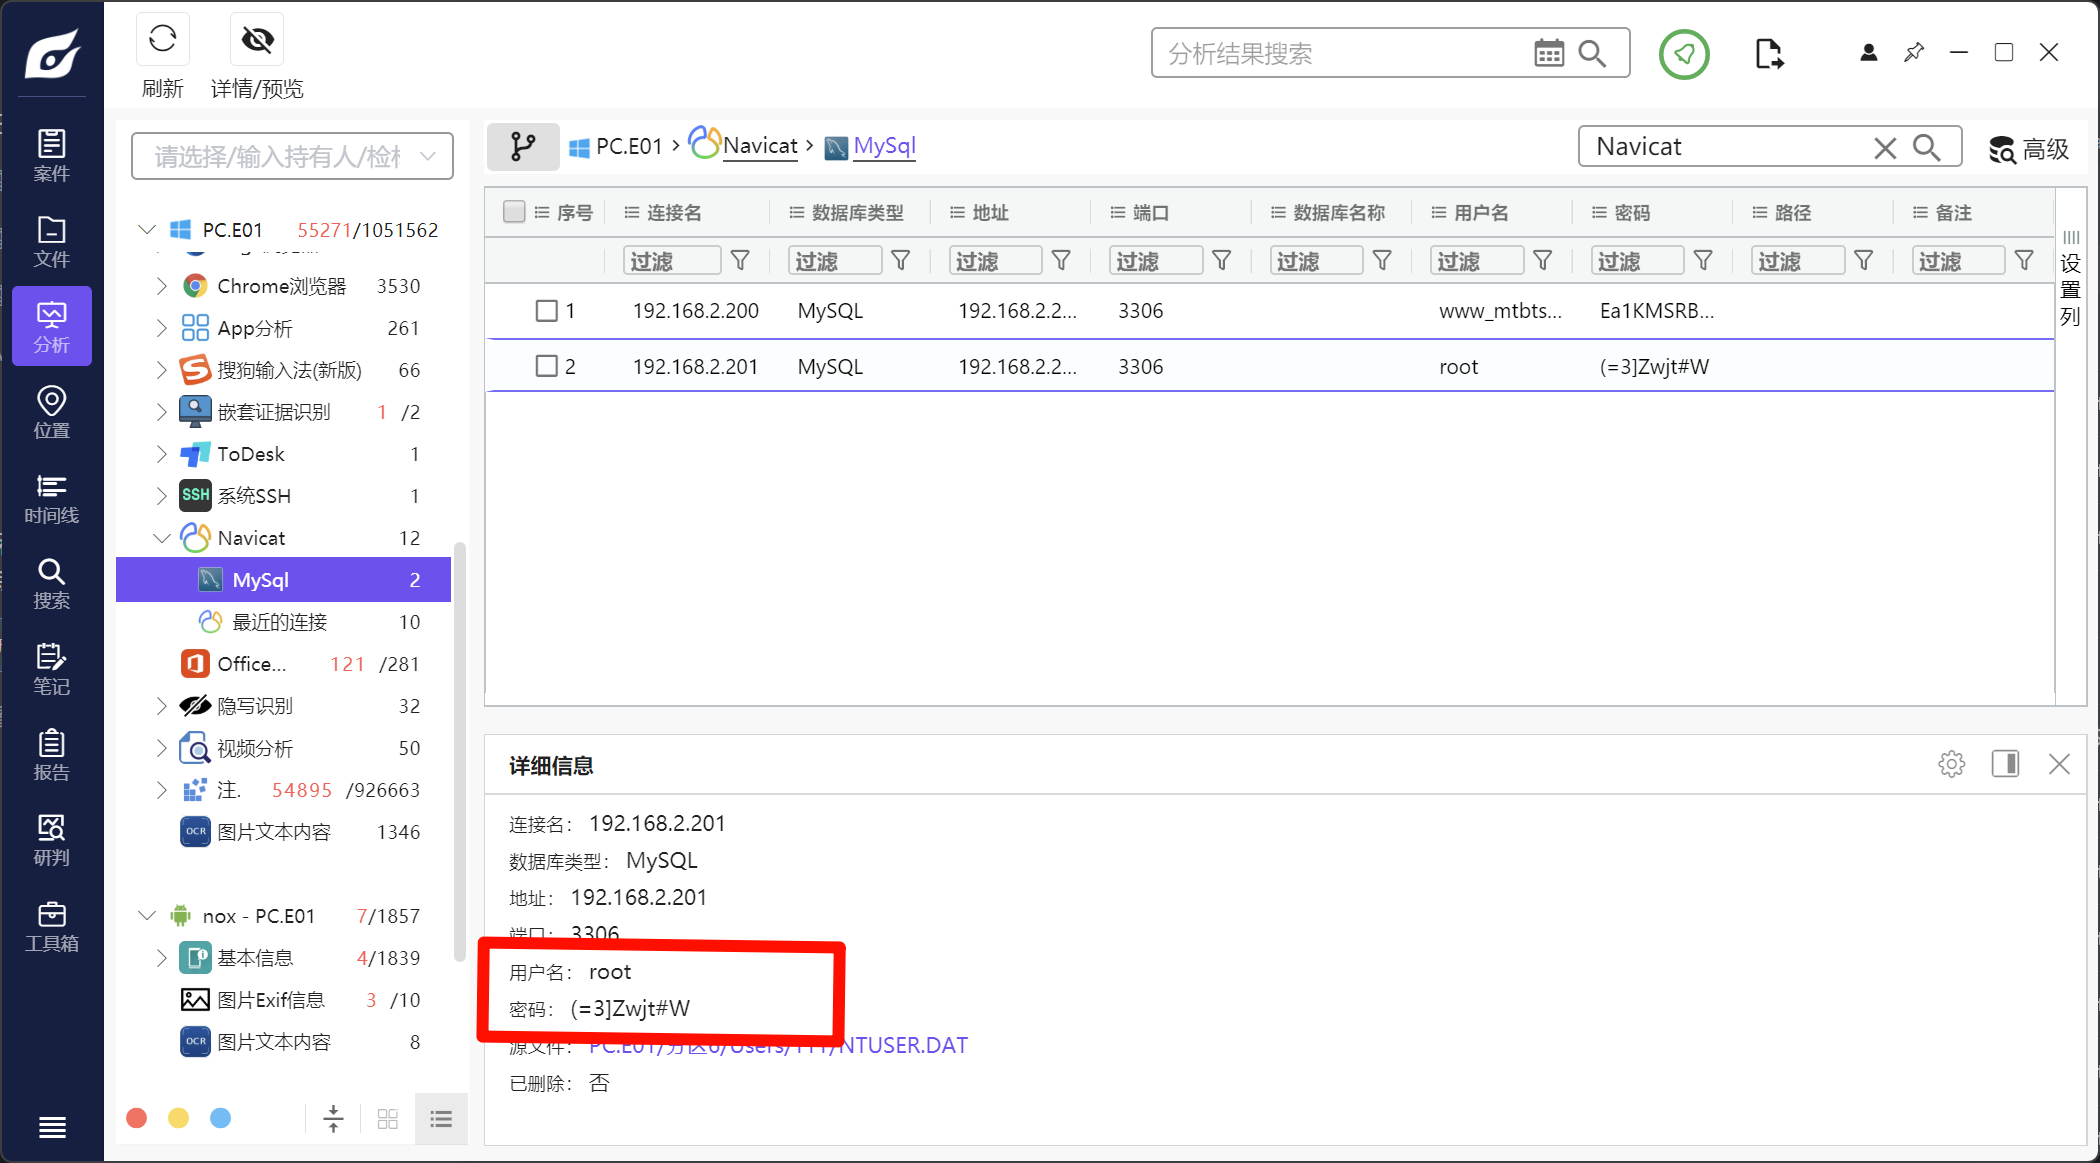 刷新
详情/预览
分析结果搜索
案件
文件
分析
位置
时间线
搜索
笔记
报告
研判
工具箱
请选择/输入持有人/检材
PC.E01 55271/1051562
Chrome浏览器 3530
App分析 261
搜狗输入法(新版) 66
嵌套证据识别 1 /2
ToDesk 1
SSH 系统SSH 1
Navicat 12
MySql 2
最近的连接 10
Office... 121 /281
隐写识别 32
视频分析 50
注. 54895 /926663
OCR 图片文本内容 1346
nox - PC.E01 7/1857
基本信息 4/1839
图片Exif信息 3 /10
OCR 图片文本内容 8
PC.E01 > Navicat > MySql
Navicat
高级
序号 连接名 数据库类型 地址 端口 数据库名称 用户名 密码 路径 备注
过滤 过滤 过滤 过滤 过滤 过滤 过滤 过滤 过滤
1 192.168.2.200 MySQL 192.168.2.2... 3306 www_mtbts... Ea1KMSRB...
2 192.168.2.201 MySQL 192.168.2.2... 3306 root (=3]Zwjt#W
设置列
详细信息
连接名： 192.168.2.201
数据库类型： MySQL
地址： 192.168.2.201
端口： 3306
用户名： root
密码： (=3]Zwjt#W
源文件： PC.E01/分区6/Users/ /NTUSER.DAT
已删除： 否